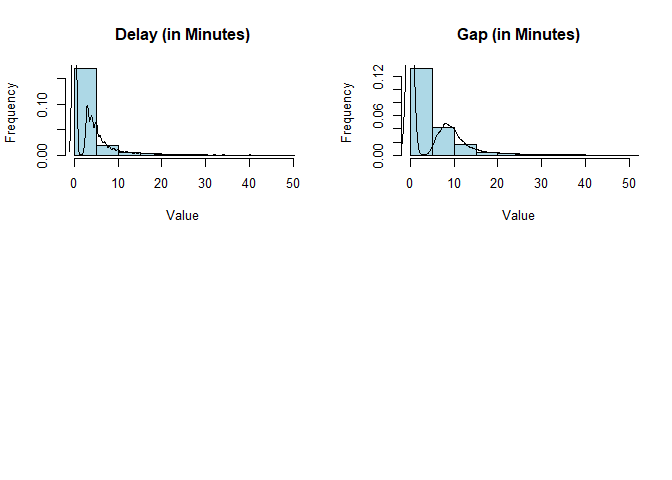 Delay (in Minutes)
Frequency
0.00
0.10
0
10
20
30
40
50
Value
Gap (in Minutes)
Frequency
0.00
0.06
0.12
0
10
20
30
40
50
Value